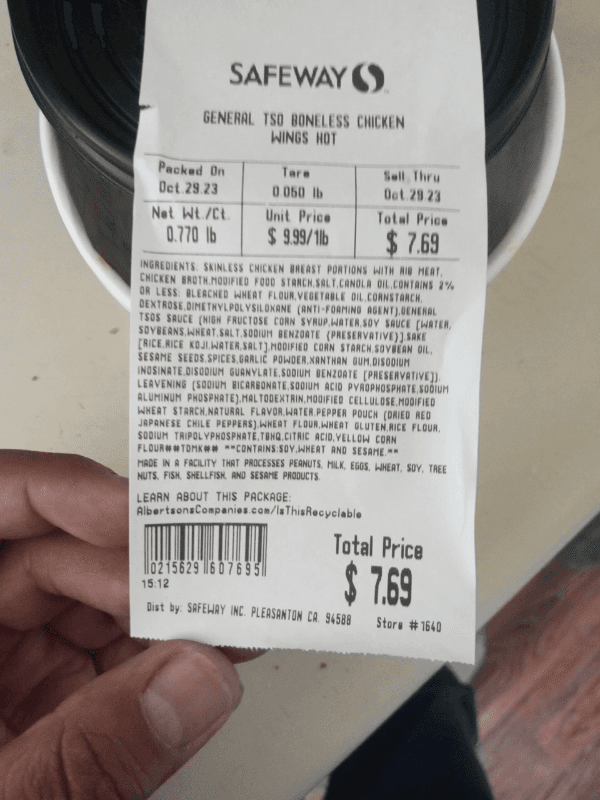 SAFEWAY
GENERAL TSO BONELESS CHICKEN
WINGS HOT
Packed On
Oct.29.23
Tare
0.050 lb
Sell Thru
Oct.29.23
Net Wt./Ct.
0.770 lb
Unit Price
$ 9.99/1lb
Total Price
$ 7.69
INGREDIENTS: SKINLESS CHICKEN BREAST PORTIONS WITH RIB MEAT,
CHICKEN BROTH,MODIFIED FOOD STARCH,SALT,CANOLA OIL.CONTAINS 2%
OR LESS: BLEACHED WHEAT FLOUR,VEGETABLE OIL,CORNSTARCH,
DEXTROSE,DIMETHYLPOLYSILOXANE (ANTI-FOAMING AGENT),GENERAL
TSOS SAUCE (HIGH FRUCTOSE CORN SYRUP,WATER,SOY SAUCE [WATER,
SOYBEANS,WHEAT,SALT,SODIUM BENZOATE (PRESERVATIVE)],SAKE
[RICE,RICE KOJI,WATER,SALT],MODIFIED CORN STARCH,SOYBEAN OIL,
SESAME SEEDS,SPICES,GARLIC POWDER,XANTHAN GUM,DISODIUM
INOSINATE,DISODIUM GUANYLATE,SODIUM BENZOATE [PRESERVATIVE]),
LEAVENING (SODIUM BICARBONATE,SODIUM ACID PYROPHOSPHATE,SODIUM
ALUMINUM PHOSPHATE),MALTODEXTRIN,MODIFIED CELLULOSE,MODIFIED
WHEAT STARCH,NATURAL FLAVOR,WATER,PEPPER POUCH (DRIED RED
JAPANESE CHILE PEPPERS),WHEAT FLOUR,WHEAT GLUTEN,RICE FLOUR,
SODIUM TRIPOLYPHOSPHATE,TBHQ,CITRIC ACID,YELLOW CORN
FLOUR##TDMK## **CONTAINS:SOY,WHEAT AND SESAME.**
MADE IN A FACILITY THAT PROCESSES PEANUTS, MILK, EGGS, WHEAT, SOY, TREE
NUTS, FISH, SHELLFISH, AND SESAME PRODUCTS.
LEARN ABOUT THIS PACKAGE:
AlbertsonsCompanies.com/IsThisRecyclable
0 215629 607695
15:12
Total Price
$ 7.69
Dist by: SAFEWAY INC. PLEASANTON CA. 94588
Store #1640